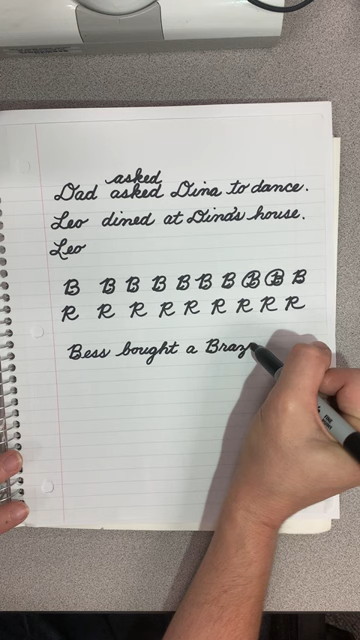 asked
Dad asked Dina to dance.
Leo dined at Dina's house.
Leo
B B B B B B B B B B
R R R R R R R R R
Bess bought a Braz